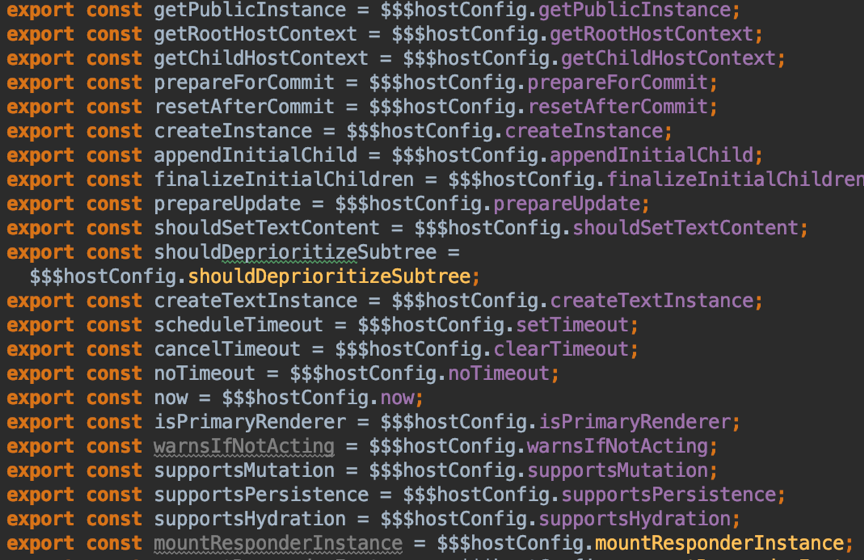 export const getPublicInstance = $$$hostConfig.getPublicInstance;
export const getRootHostContext = $$$hostConfig.getRootHostContext;
export const getChildHostContext = $$$hostConfig.getChildHostContext;
export const prepareForCommit = $$$hostConfig.prepareForCommit;
export const resetAfterCommit = $$$hostConfig.resetAfterCommit;
export const createInstance = $$$hostConfig.createInstance;
export const appendInitialChild = $$$hostConfig.appendInitialChild;
export const finalizeInitialChildren = $$$hostConfig.finalizeInitialChildren
export const prepareUpdate = $$$hostConfig.prepareUpdate;
export const shouldSetTextContent = $$$hostConfig.shouldSetTextContent;
export const shouldDeprioritizeSubtree =
$$$hostConfig.shouldDeprioritizeSubtree;
export const createTextInstance = $$$hostConfig.createTextInstance;
export const scheduleTimeout = $$$hostConfig.setTimeout;
export const cancelTimeout = $$$hostConfig.clearTimeout;
export const noTimeout = $$$hostConfig.noTimeout;
export const now = $$$hostConfig.now;
export const isPrimaryRenderer = $$$hostConfig.isPrimaryRenderer;
export const warnsIfNotActing = $$$hostConfig.warnsIfNotActing;
export const supportsMutation = $$$hostConfig.supportsMutation;
export const supportsPersistence = $$$hostConfig.supportsPersistence;
export const supportsHydration = $$$hostConfig.supportsHydration;
export const mountResponderInstance = $$$hostConfig.mountResponderInstance;